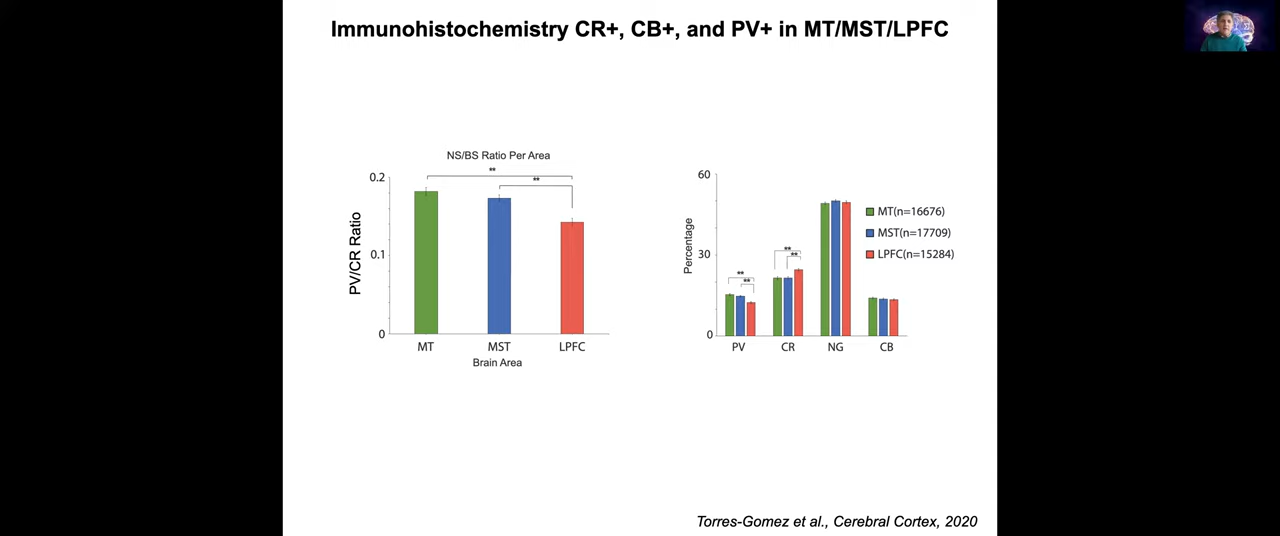 Immunohistochemistry CR+, CB+, and PV+ in MT/MST/LPFC
NS/BS Ratio Per Area
**
**
0.2
0.1
0
PV/CR Ratio
MT MST LPFC
Brain Area
60
30
0
Percentage
MT(n=16676)
MST(n=17709)
LPFC(n=15284)
**
**
**
**
PV CR NG CB
Torres-Gomez et al., Cerebral Cortex, 2020